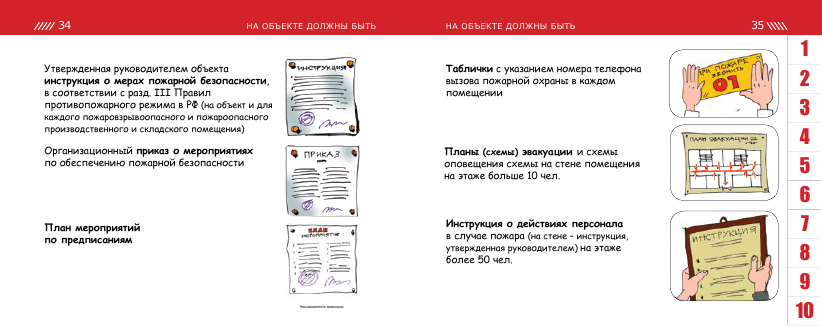 34
НА ОБЪЕКТЕ ДОЛЖНЫ БЫТЬ
Утвержденная руководителем объекта
инструкция о мерах пожарной безопасности,
в соответствии с разд. III Правил
противопожарного режима в РФ (на объект и для
каждого пожаровзрывоопасного и пожароопасного
производственного и складского помещения)
ИНСТРУКЦИЯ
Организационный приказ о мероприятиях
по обеспечению пожарной безопасности
ПРИКАЗ
План мероприятий
по предписаниям
ПЛАН
МЕРОПРИЯТИЙ
НА ОБЪЕКТЕ ДОЛЖНЫ БЫТЬ
35
Таблички с указанием номера телефона
вызова пожарной охраны в каждом
помещении
ПРИ ПОЖАРЕ
ЗВОНИТЬ
01
Планы (схемы) эвакуации и схемы
оповещения схемы на стене помещения
на этаже больше 10 чел.
ПЛАН ЭВАКУАЦИИ
Инструкция о действиях персонала
в случае пожара (на стене – инструкция,
утвержденная руководителем) на этаже
более 50 чел.
ИНСТРУКЦИЯ
1
2
3
4
5
6
7
8
9
10